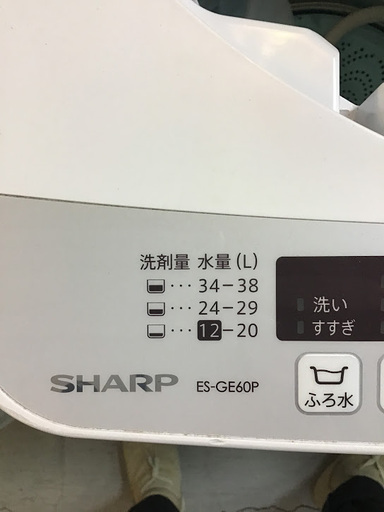 洗剤量 水量(L)
･･･34-38
･･･24-29
･･･12-20
洗い
すすぎ
SHARP ES-GE60P
ふろ水